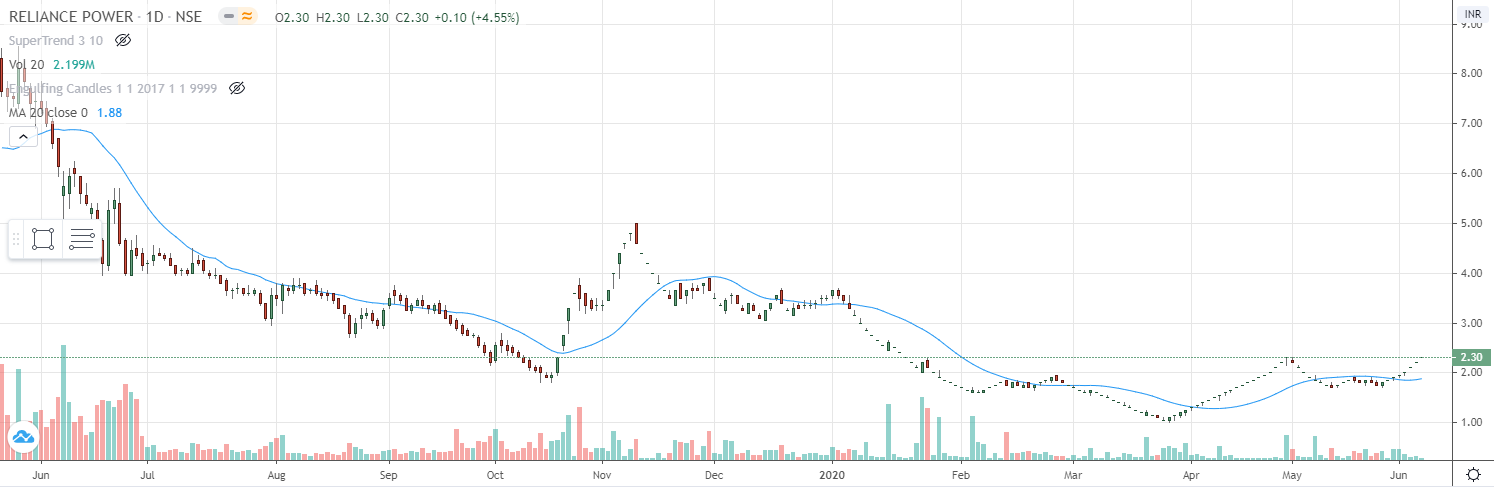 RELIANCE POWER · 1D · NSE O2.30 H2.30 L2.30 C2.30 +0.10 (+4.55%)
SuperTrend 3 10
Vol 20 2.199M
Engulfing Candles 1 1 2017 1 1 9999
MA 20 close 0 1.88
INR
9.00
8.00
7.00
6.00
5.00
4.00
3.00
2.30
2.00
1.00
Jun Jul Aug Sep Oct Nov Dec 2020 Feb Mar Apr May Jun